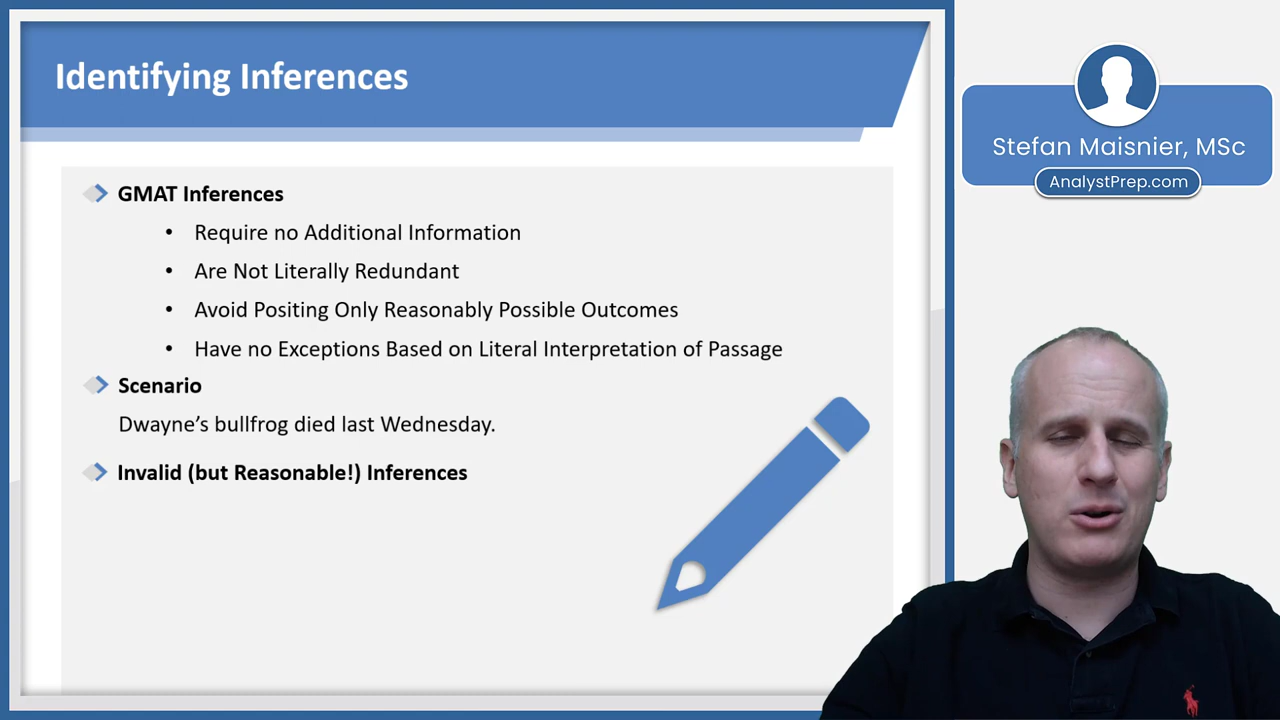 Identifying Inferences
GMAT Inferences
• Require no Additional Information
• Are Not Literally Redundant
• Avoid Positing Only Reasonably Possible Outcomes
• Have no Exceptions Based on Literal Interpretation of Passage
Scenario
Dwayne’s bullfrog died last Wednesday.
Invalid (but Reasonable!) Inferences
Stefan Maisnier, MSc
AnalystPrep.com